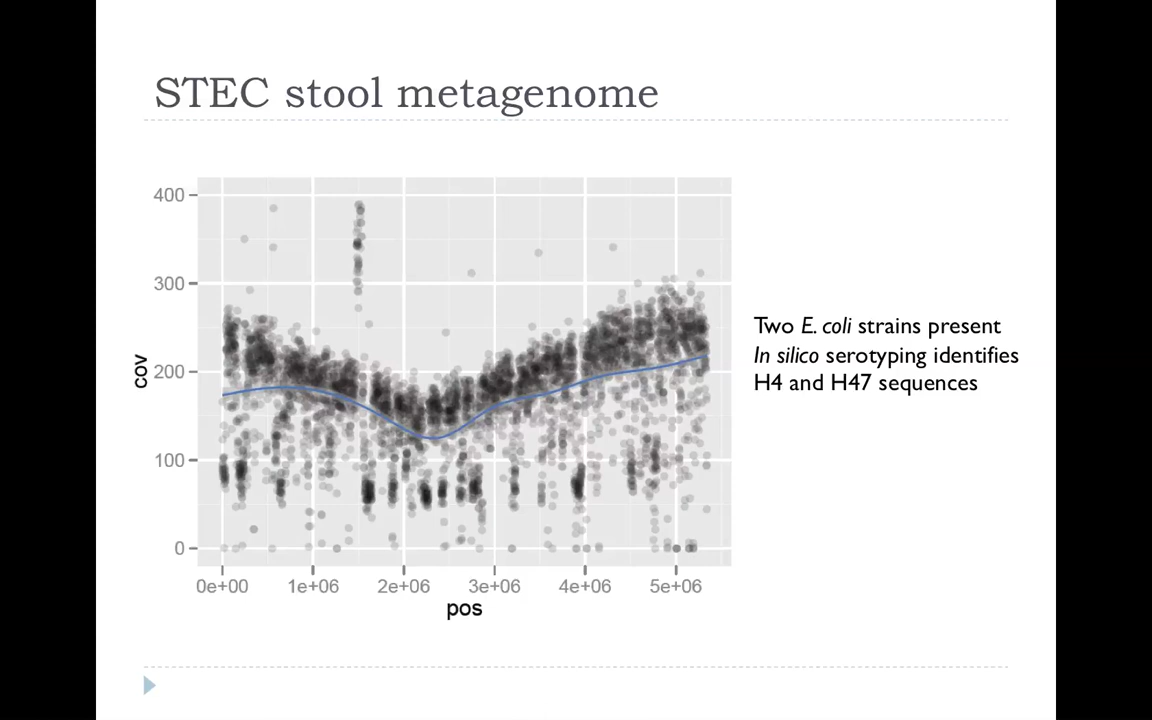 STEC stool metagenome
400
300
200
100
0
cov
0e+00 1e+06 2e+06 3e+06 4e+06 5e+06
pos
Two E. coli strains present
In silico serotyping identifies
H4 and H47 sequences